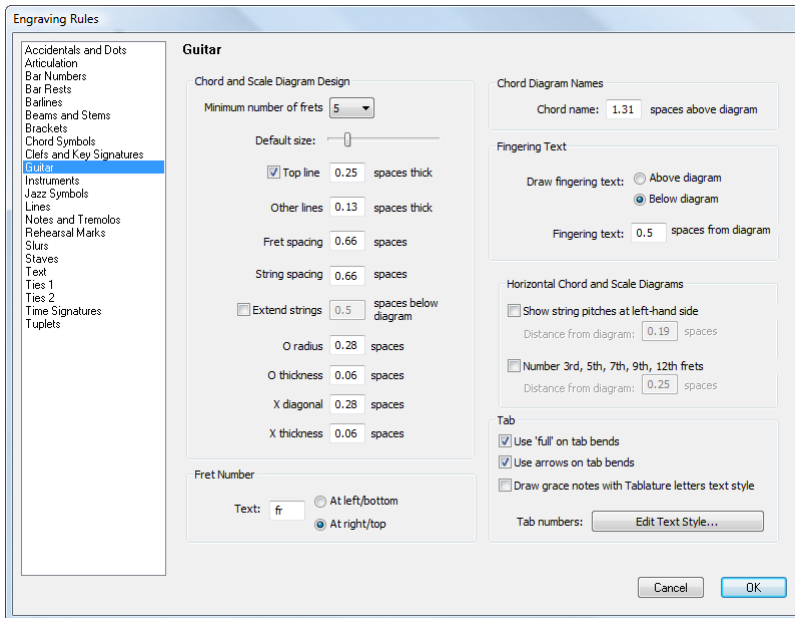 Engraving Rules
Accidentals and Dots
Articulation
Bar Numbers
Bar Rests
Barlines
Beams and Stems
Brackets
Chord Symbols
Clefs and Key Signatures
Guitar
Instruments
Jazz Symbols
Lines
Notes and Tremolos
Rehearsal Marks
Slurs
Staves
Text
Ties 1
Ties 2
Time Signatures
Tuplets
Guitar
Chord and Scale Diagram Design
Minimum number of frets 5
Default size:
Top line 0.25 spaces thick
Other lines 0.13 spaces thick
Fret spacing 0.66 spaces
String spacing 0.66 spaces
Extend strings 0.5 spaces below diagram
O radius 0.28 spaces
O thickness 0.06 spaces
X diagonal 0.28 spaces
X thickness 0.06 spaces
Fret Number
Text: fr
At left/bottom
At right/top
Chord Diagram Names
Chord name: 1.31 spaces above diagram
Fingering Text
Draw fingering text:
Above diagram
Below diagram
Fingering text: 0.5 spaces from diagram
Horizontal Chord and Scale Diagrams
Show string pitches at left-hand side
Distance from diagram: 0.19 spaces
Number 3rd, 5th, 7th, 9th, 12th frets
Distance from diagram: 0.25 spaces
Tab
Use 'full' on tab bends
Use arrows on tab bends
Draw grace notes with Tablature letters text style
Tab numbers: Edit Text Style...
Cancel OK